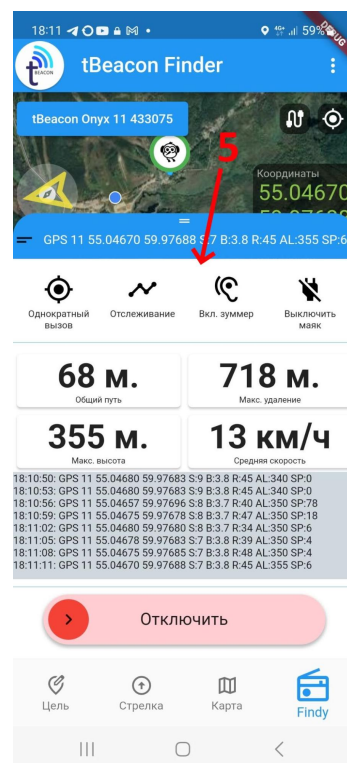 18:11 59%
DEBUG
BEACON
tBeacon Finder
tBeacon Onyx 11 433075
5
Координаты
55.04670
GPS 11 55.04670 59.97688 S:7 B:3.8 R:45 AL:355 SP:6
Однократный вызов
Отслеживание
Вкл. зуммер
Выключить маяк
68 м.
Общий путь
718 м.
Макс. удаление
355 м.
Макс. высота
13 км/ч
Средняя скорость
18:10:50: GPS 11 55.04680 59.97683 S:9 B:3.8 R:45 AL:340 SP:0
18:10:53: GPS 11 55.04680 59.97683 S:9 B:3.8 R:45 AL:340 SP:0
18:10:56: GPS 11 55.04657 59.97696 S:8 B:3.7 R:40 AL:350 SP:78
18:10:59: GPS 11 55.04675 59.97678 S:8 B:3.7 R:47 AL:350 SP:18
18:11:02: GPS 11 55.04680 59.97680 S:8 B:3.7 R:34 AL:350 SP:6
18:11:05: GPS 11 55.04678 59.97683 S:7 B:3.8 R:39 AL:350 SP:4
18:11:08: GPS 11 55.04675 59.97685 S:7 B:3.8 R:48 AL:350 SP:4
18:11:11: GPS 11 55.04670 59.97688 S:7 B:3.8 R:45 AL:355 SP:6
Отключить
Цель
Стрелка
Карта
Findy